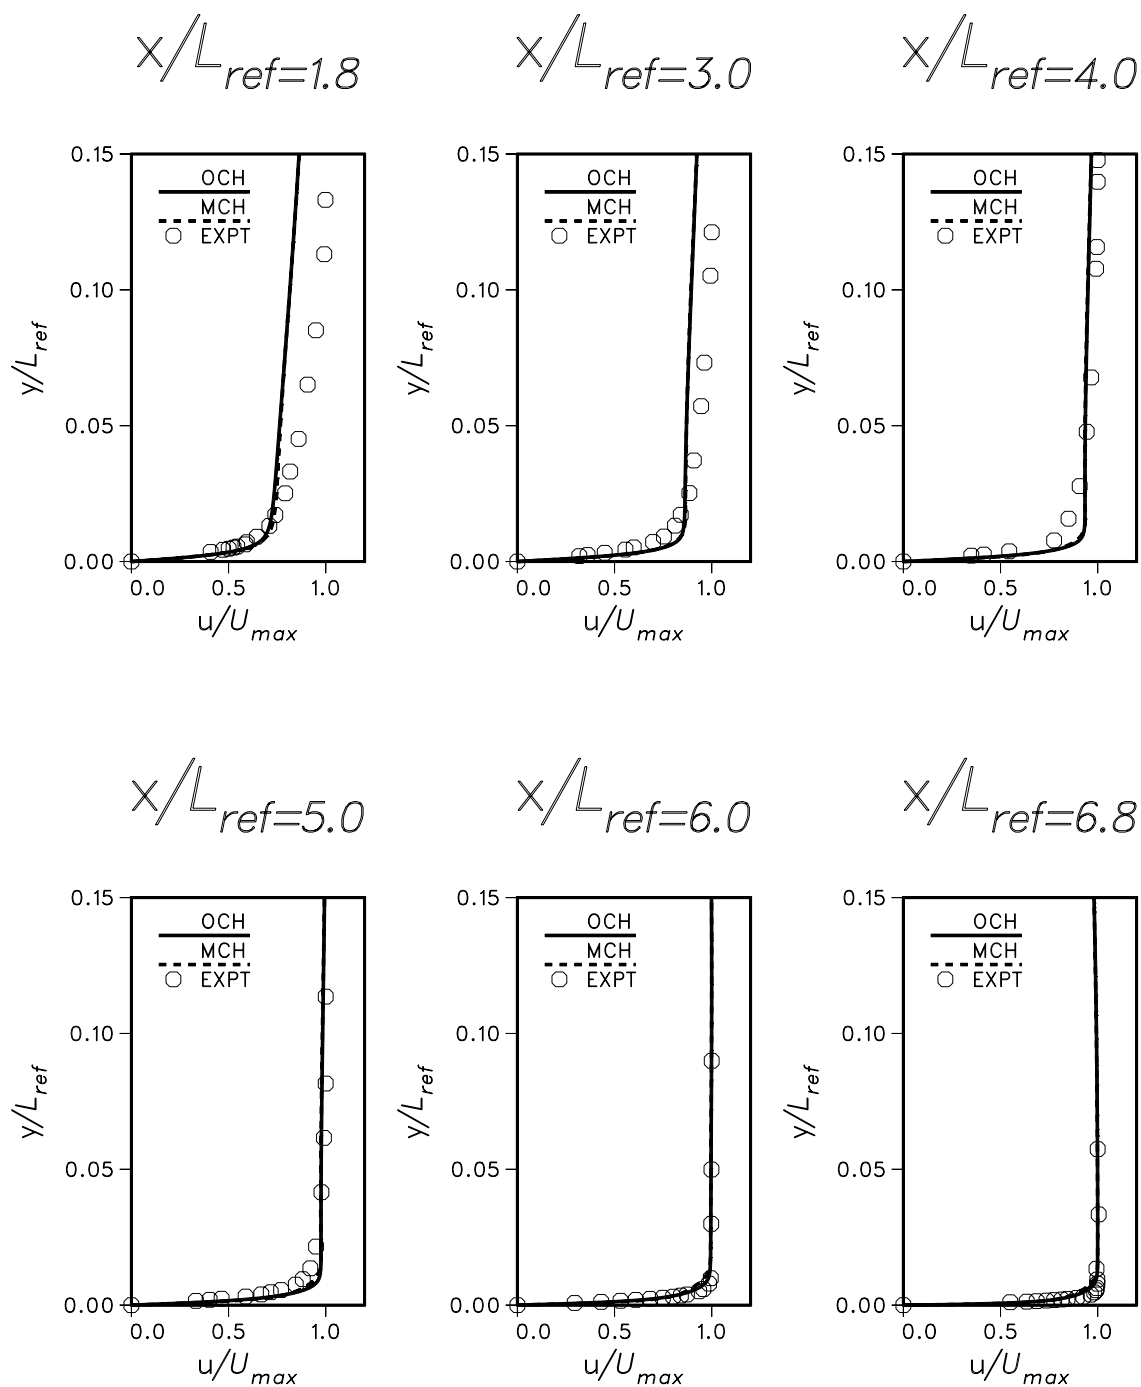 x/Lref=1.8 x/Lref=3.0 x/Lref=4.0
0.15 0.15 0.15
OCH OCH OCH
MCH MCH MCH
EXPT EXPT EXPT
0.10 0.10 0.10
y/Lref y/Lref y/Lref
0.05 0.05 0.05
0.00 0.00 0.00
0.0 0.5 1.0 0.0 0.5 1.0 0.0 0.5 1.0
u/Umax u/Umax u/Umax
x/Lref=5.0 x/Lref=6.0 x/Lref=6.8
0.15 0.15 0.15
OCH OCH OCH
MCH MCH MCH
EXPT EXPT EXPT
0.10 0.10 0.10
y/Lref y/Lref y/Lref
0.05 0.05 0.05
0.00 0.00 0.00
0.0 0.5 1.0 0.0 0.5 1.0 0.0 0.5 1.0
u/Umax u/Umax u/Umax